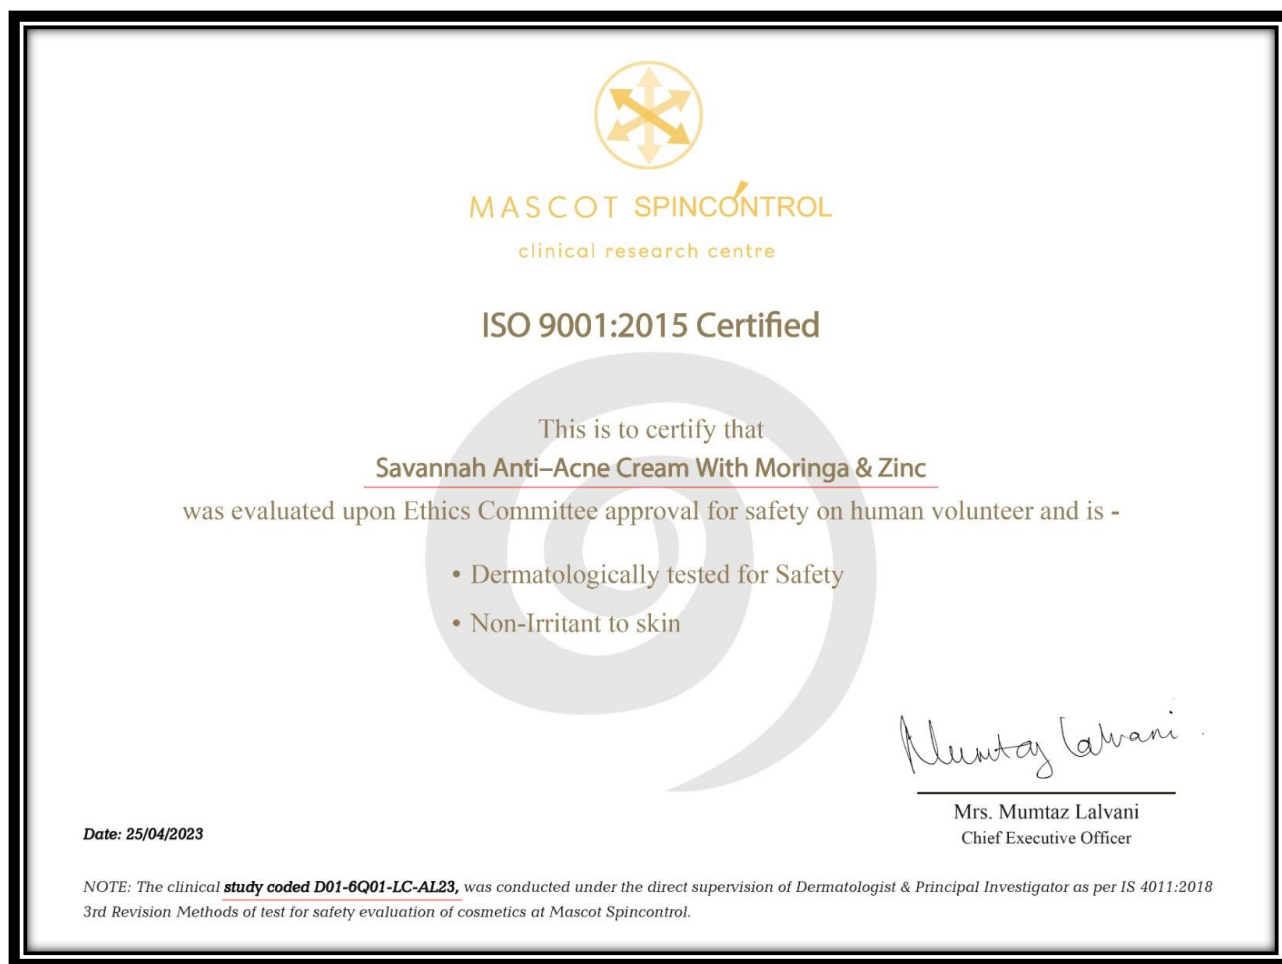 MASCOT SPINCONTROL
clinical research centre
ISO 9001:2015 Certified
This is to certify that
Savannah Anti–Acne Cream With Moringa & Zinc
was evaluated upon Ethics Committee approval for safety on human volunteer and is -
• Dermatologically tested for Safety
• Non-Irritant to skin
Mumtaz Lalvani
Mrs. Mumtaz Lalvani
Chief Executive Officer
Date: 25/04/2023
NOTE: The clinical study coded D01-6Q01-LC-AL23, was conducted under the direct supervision of Dermatologist & Principal Investigator as per IS 4011:2018
3rd Revision Methods of test for safety evaluation of cosmetics at Mascot Spincontrol.